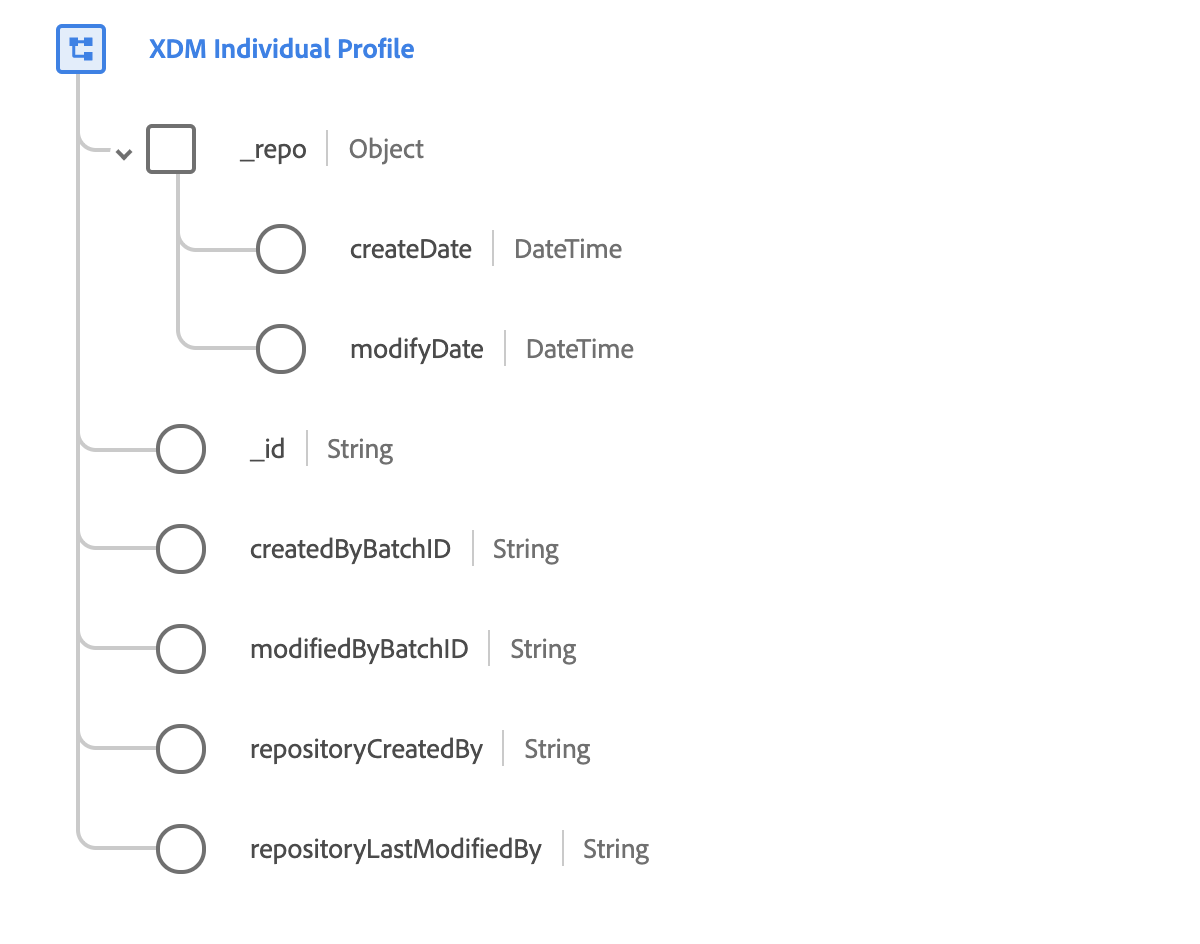 XDM Individual Profile
_repo | Object
createDate | DateTime
modifyDate | DateTime
_id | String
createdByBatchID | String
modifiedByBatchID | String
repositoryCreatedBy | String
repositoryLastModifiedBy | String